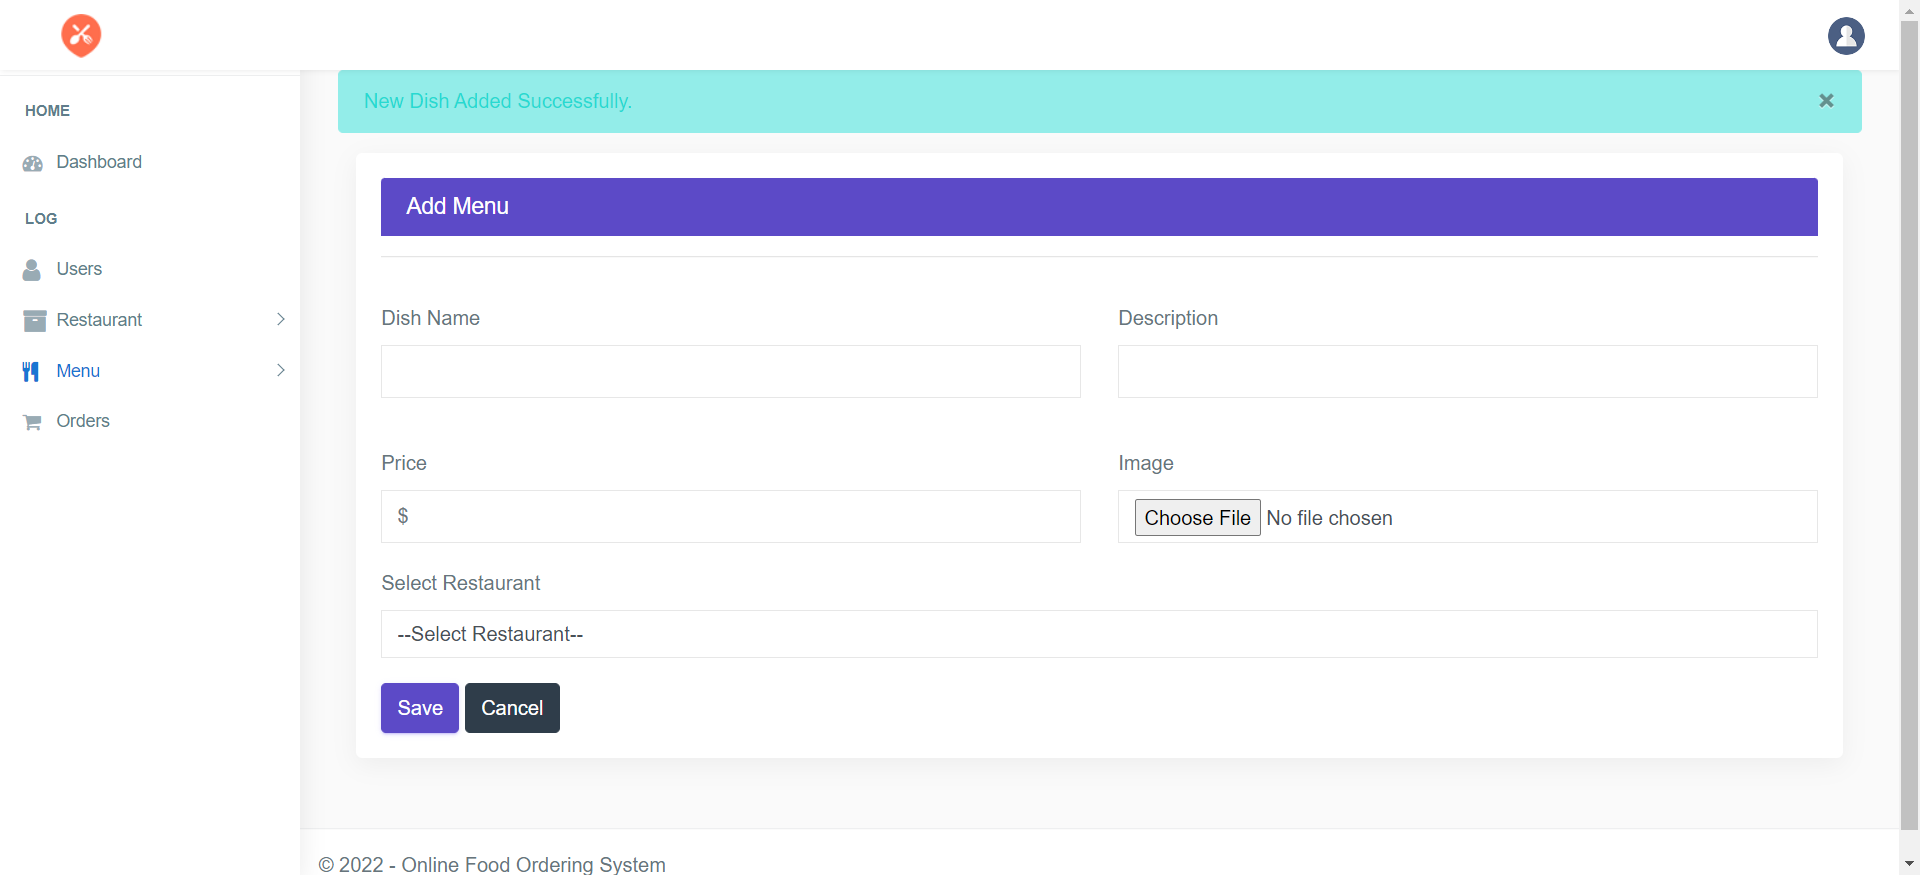 New Dish Added Successfully.
×
HOME
Dashboard
LOG
Users
Restaurant
Menu
Orders
Add Menu
Dish Name
Description
Price
Image
$
Choose File No file chosen
Select Restaurant
--Select Restaurant--
Save
Cancel
© 2022 - Online Food Ordering System